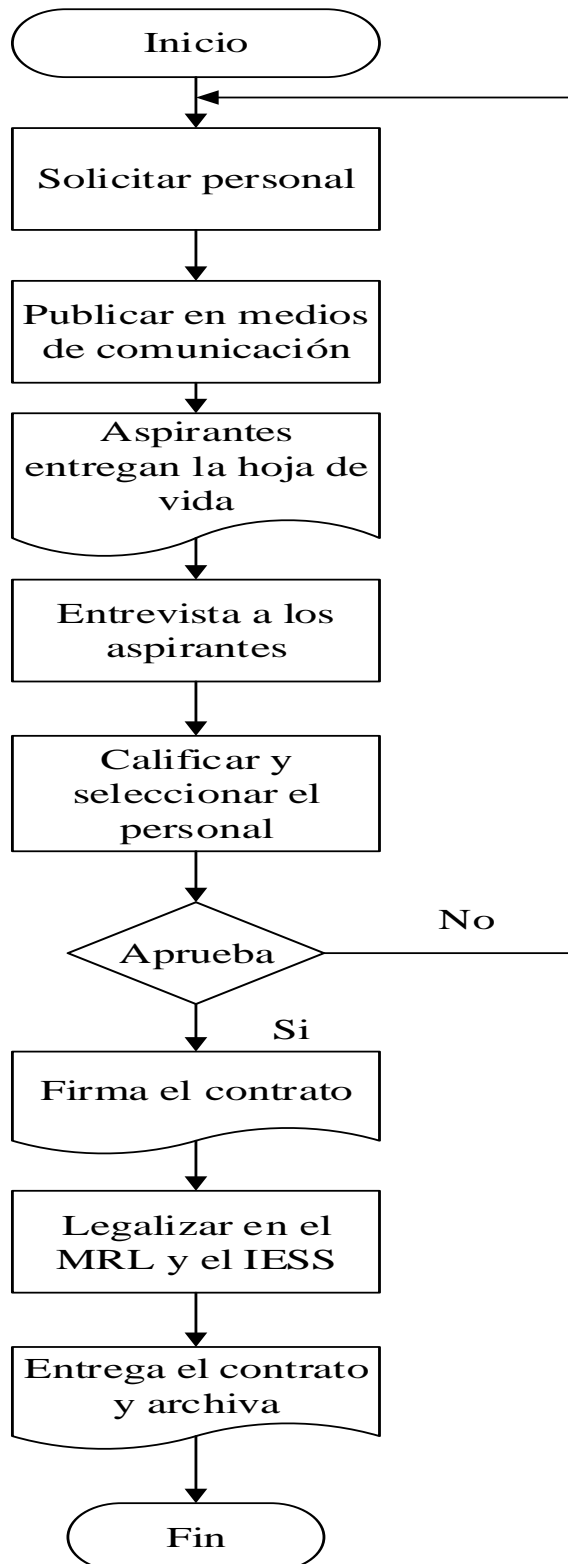 Inicio
Solicitar personal
Publicar en medios
de comunicación
Aspirantes
entregan la hoja de
vida
Entrevista a los
aspirantes
Calificar y
seleccionar el
personal
Aprueba
No
Si
Firma el contrato
Legalizar en el
MRL y el IESS
Entrega el contrato
y archiva
Fin